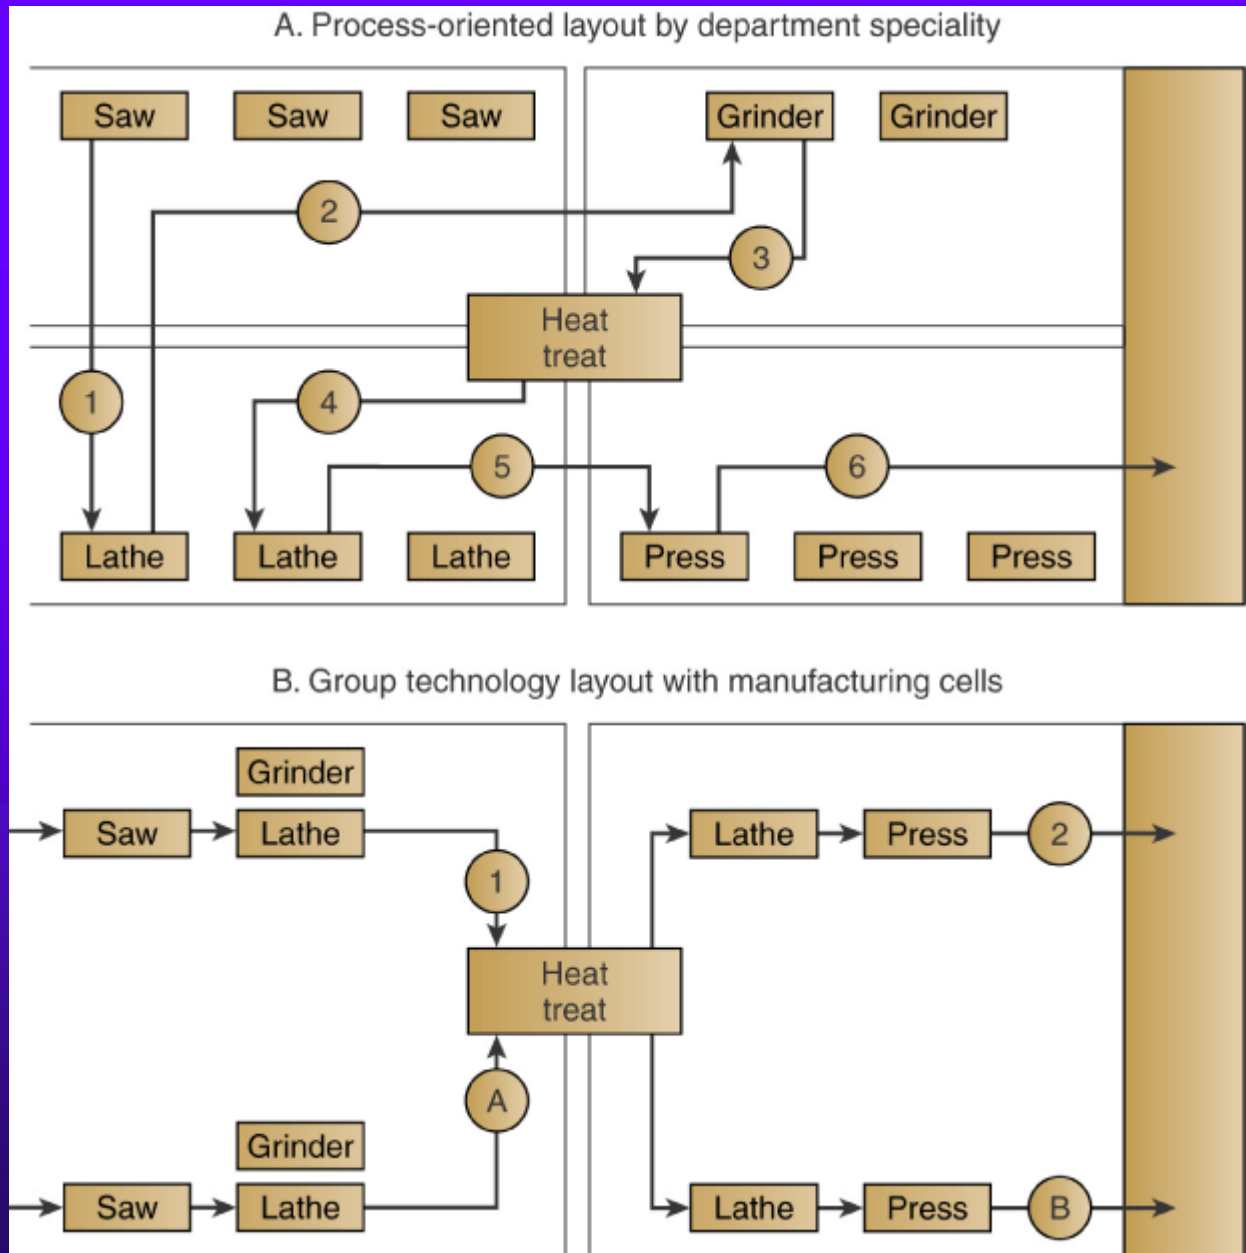 A. Process-oriented layout by department speciality
Saw Saw Saw Grinder Grinder
2
3
Heat
treat
1 4
5 6
Lathe Lathe Lathe Press Press Press
B. Group technology layout with manufacturing cells
Grinder
Saw Lathe Lathe Press 2
1
Heat
treat
A
Grinder
Saw Lathe Lathe Press B